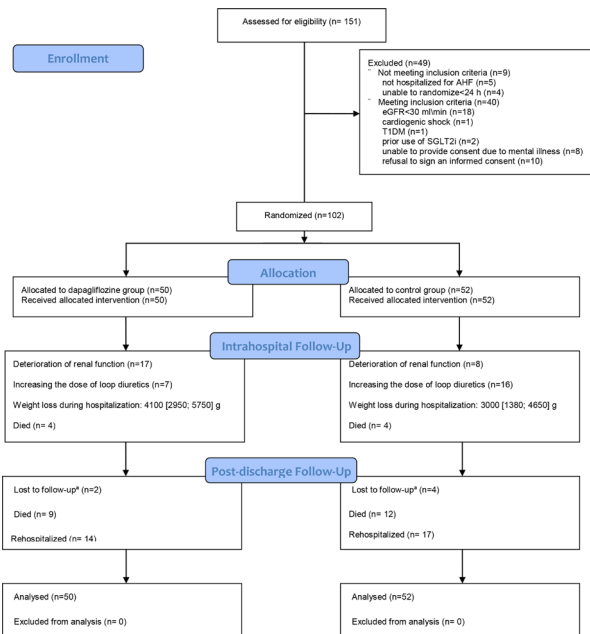 Assessed for eligibility (n= 151)
Enrollment
Excluded (n=49)
¨ Not meeting inclusion criteria (n=9)
not hospitalized for AHF (n=5)
unable to randomize<24 h (n=4)
¨ Meeting inclusion criteria (n=40)
eGFR<30 ml\min (n=18)
cardiogenic shock (n=1)
T1DM (n=1)
prior use of SGLT2i (n=2)
unable to provide consent due to mental illness (n=8)
refusal to sign an informed consent (n=10)
Randomized (n=102)
Allocation
Allocated to dapagliflozine group (n=50)
Received allocated intervention (n=50)
Allocated to control group (n=52)
Received allocated intervention (n=52)
Intrahospital Follow-Up
Deterioration of renal function (n=17)
Increasing the dose of loop diuretics (n=7)
Weight loss during hospitalization: 4100 [2950; 5750] g
Died (n= 4)
Deterioration of renal function (n=8)
Increasing the dose of loop diuretics (n=16)
Weight loss during hospitalization: 3000 [1380; 4650] g
Died (n= 4)
Post-discharge Follow-Up
Lost to follow-upª (n=2)
Died (n= 9)
Rehospitalized (n= 14)
Lost to follow-upª (n=4)
Died (n= 12)
Rehospitalized (n= 17)
Analysed (n=50)
Excluded from analysis (n= 0)
Analysed (n=52)
Excluded from analysis (n= 0)